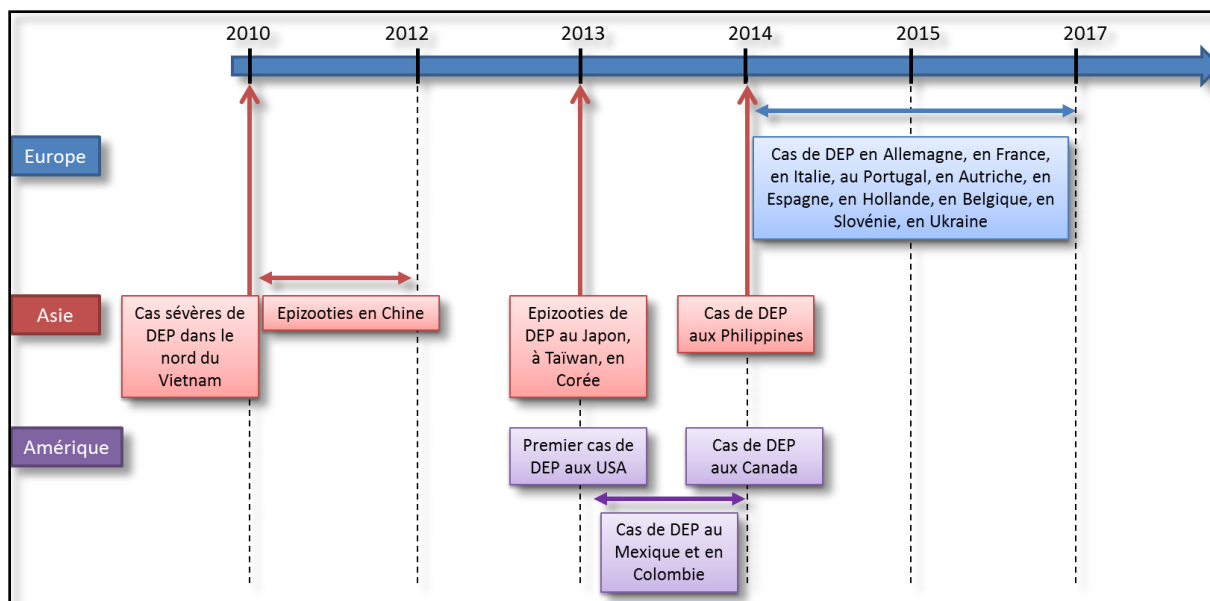 2010 2012 2013 2014 2015 2017
Europe
Cas de DEP en Allemagne, en France,
en Italie, au Portugal, en Autriche, en
Espagne, en Hollande, en Belgique, en
Slovénie, en Ukraine
Asie
Cas sévères de
DEP dans le
nord du
Vietnam
Epizooties en Chine
Epizooties de
DEP au Japon,
à Taïwan, en
Corée
Cas de DEP
aux Philippines
Amérique
Premier cas de
DEP aux USA
Cas de DEP
aux Canada
Cas de DEP au
Mexique et en
Colombie